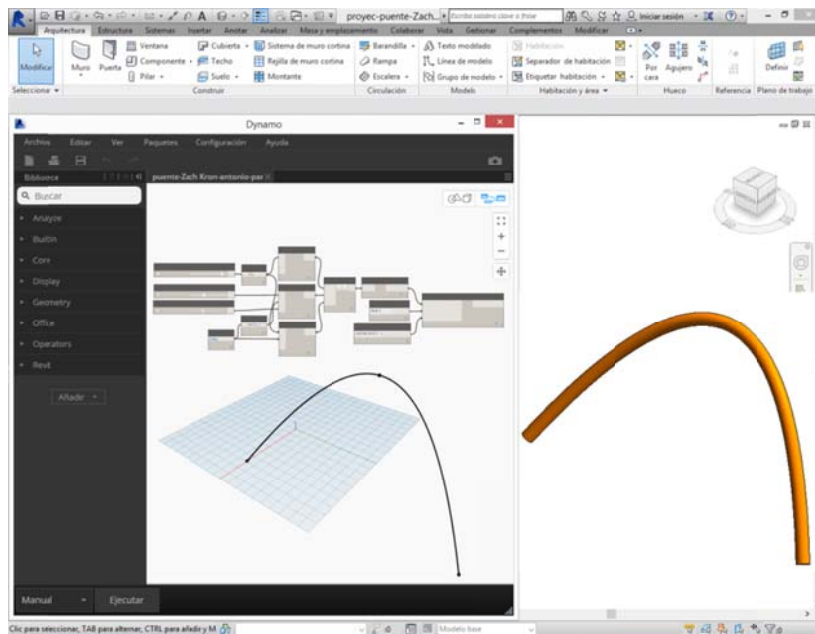 proyec-puente-Zach... Escriba palabra clave o frase Iniciar sesión
Arquitectura Estructura Sistemas Insertar Anotar Analizar Masa y emplazamiento Colaborar Vista Gestionar Complementos Modificar
Modificar Muro Puerta Ventana Cubierta Sistema de muro cortina Barandilla Texto modelado Habitación Por cara Agujero Definir
Componente Techo Rejilla de muro cortina Rampa Línea de modelo Separador de habitación
Pilar Suelo Montante Escalera Grupo de modelo Etiquetar habitación
Seleccionar Construir Circulación Modelo Habitación y área Hueco Referencia Plano de trabajo
Dynamo
Archivo Editar Ver Paquetes Configuración Ayuda
Biblioteca puente-Zach Kron-antonio-par
Buscar
Analyze
BuiltIn
Core
Display
Geometry
Office
Operators
Revit
Añadir
Manual Ejecutar
Clic para seleccionar, TAB para alternar, CTRL para añadir y M Modelo base